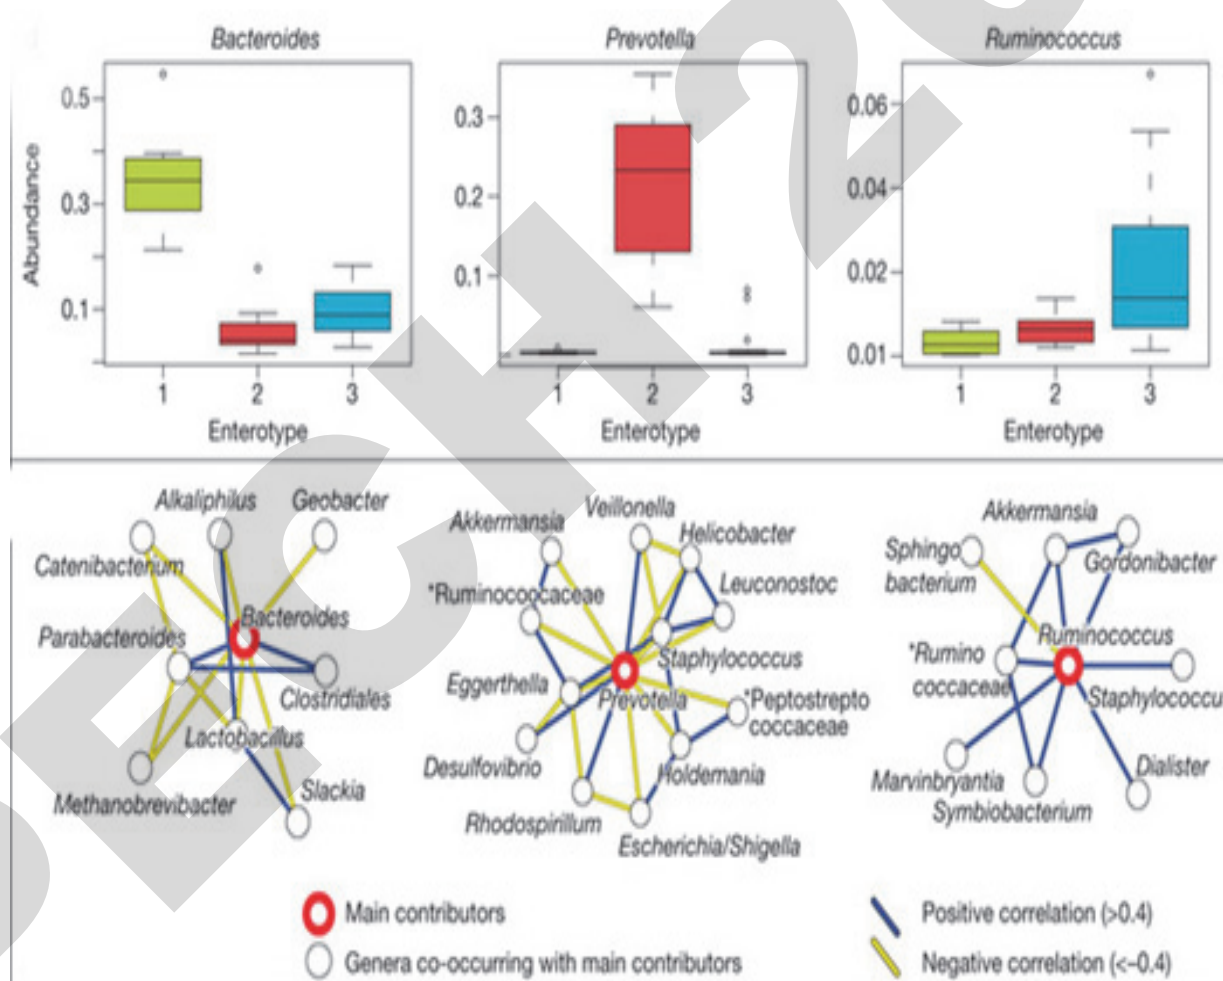 Bacteroides
Prevotella
Ruminococcus
Abundance
0.5
0.3
0.1
1 2 3
Enterotype
0.3
0.2
0.1
1 2 3
Enterotype
0.06
0.04
0.02
0.01
1 2 3
Enterotype
Alkaliphilus
Geobacter
Catenibacterium
Bacteroides
Parabacteroides
Clostridiales
Lactobacillus
Methanobrevibacter
Slackia
Veillonella
Akkermansia
Helicobacter
*Ruminococcaceae
Leuconostoc
Staphylococcus
Eggerthella
Prevotella
*Peptostrepto
coccaceae
Desulfovibrio
Holdemania
Rhodospirillum
Escherichia/Shigella
Akkermansia
Sphingo
bacterium
Gordonibacter
Ruminococcus
*Rumino
coccaceae
Staphylococcu
Marvinbryantia
Dialister
Symbiobacterium
Main contributors
Genera co-occurring with main contributors
Positive correlation (>0.4)
Negative correlation (<–0.4)